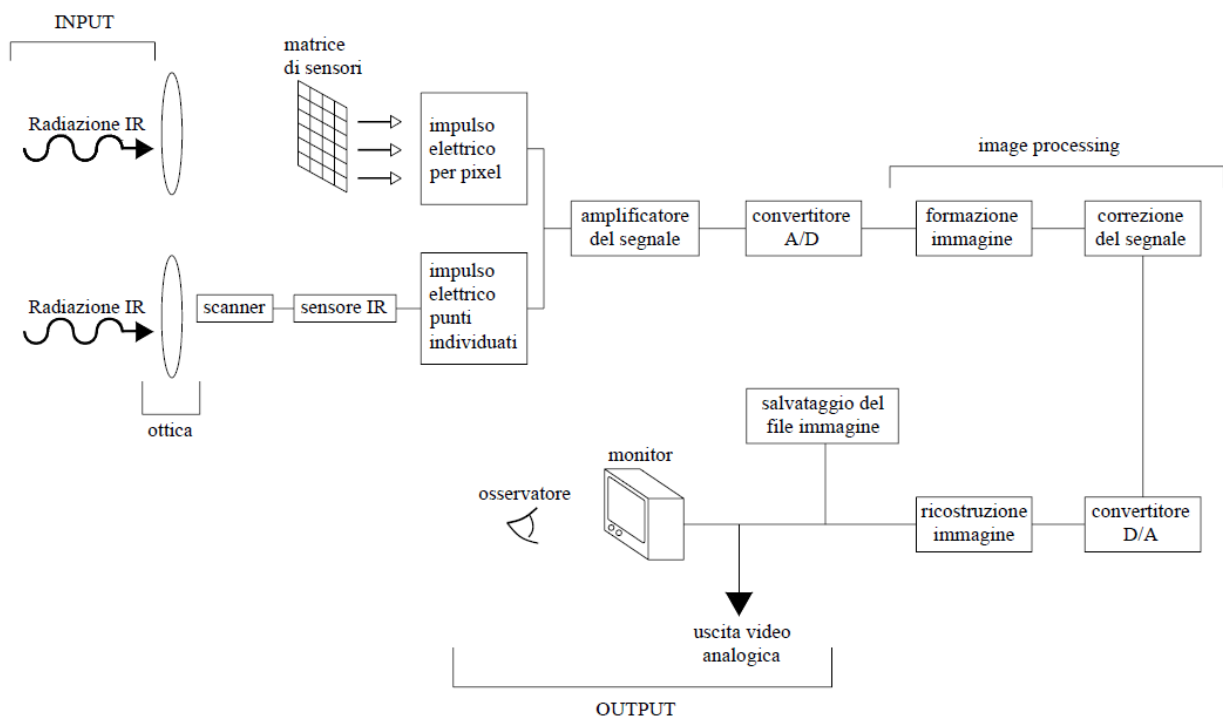 INPUT
matrice
di sensori
Radiazione IR
impulso
elettrico
per pixel
image processing
amplificatore
del segnale
convertitore
A/D
formazione
immagine
correzione
del segnale
Radiazione IR
scanner
sensore IR
impulso
elettrico
punti
individuati
ottica
salvataggio del
file immagine
monitor
osservatore
ricostruzione
immagine
convertitore
D/A
uscita video
analogica
OUTPUT